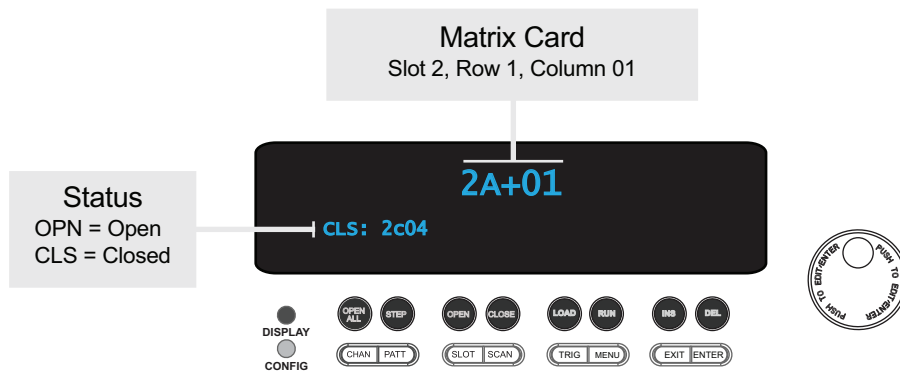 Matrix Card
Slot 2, Row 1, Column 01
2A+01
Status
OPN = Open
CLS = Closed
CLS: 2c04
DISPLAY
CONFIG
OPEN
ALL
STEP
OPEN
CLOSE
LOAD
RUN
INS
DEL
CHAN
PATT
SLOT
SCAN
TRIG
MENU
EXIT
ENTER
PUSH TO EDIT/ENTER
PUSH TO EDIT/ENTER